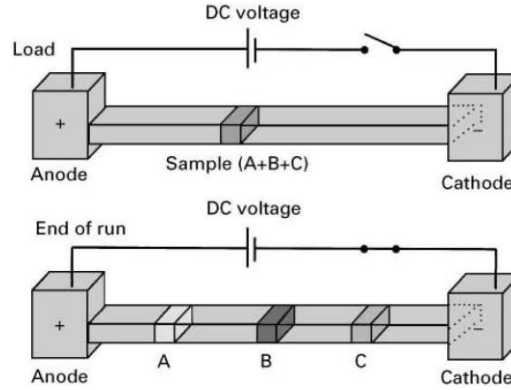 DC voltage
Load
+
−
Anode
Sample (A+B+C)
Cathode
DC voltage
End of run
+
−
Anode
A
B
C
Cathode